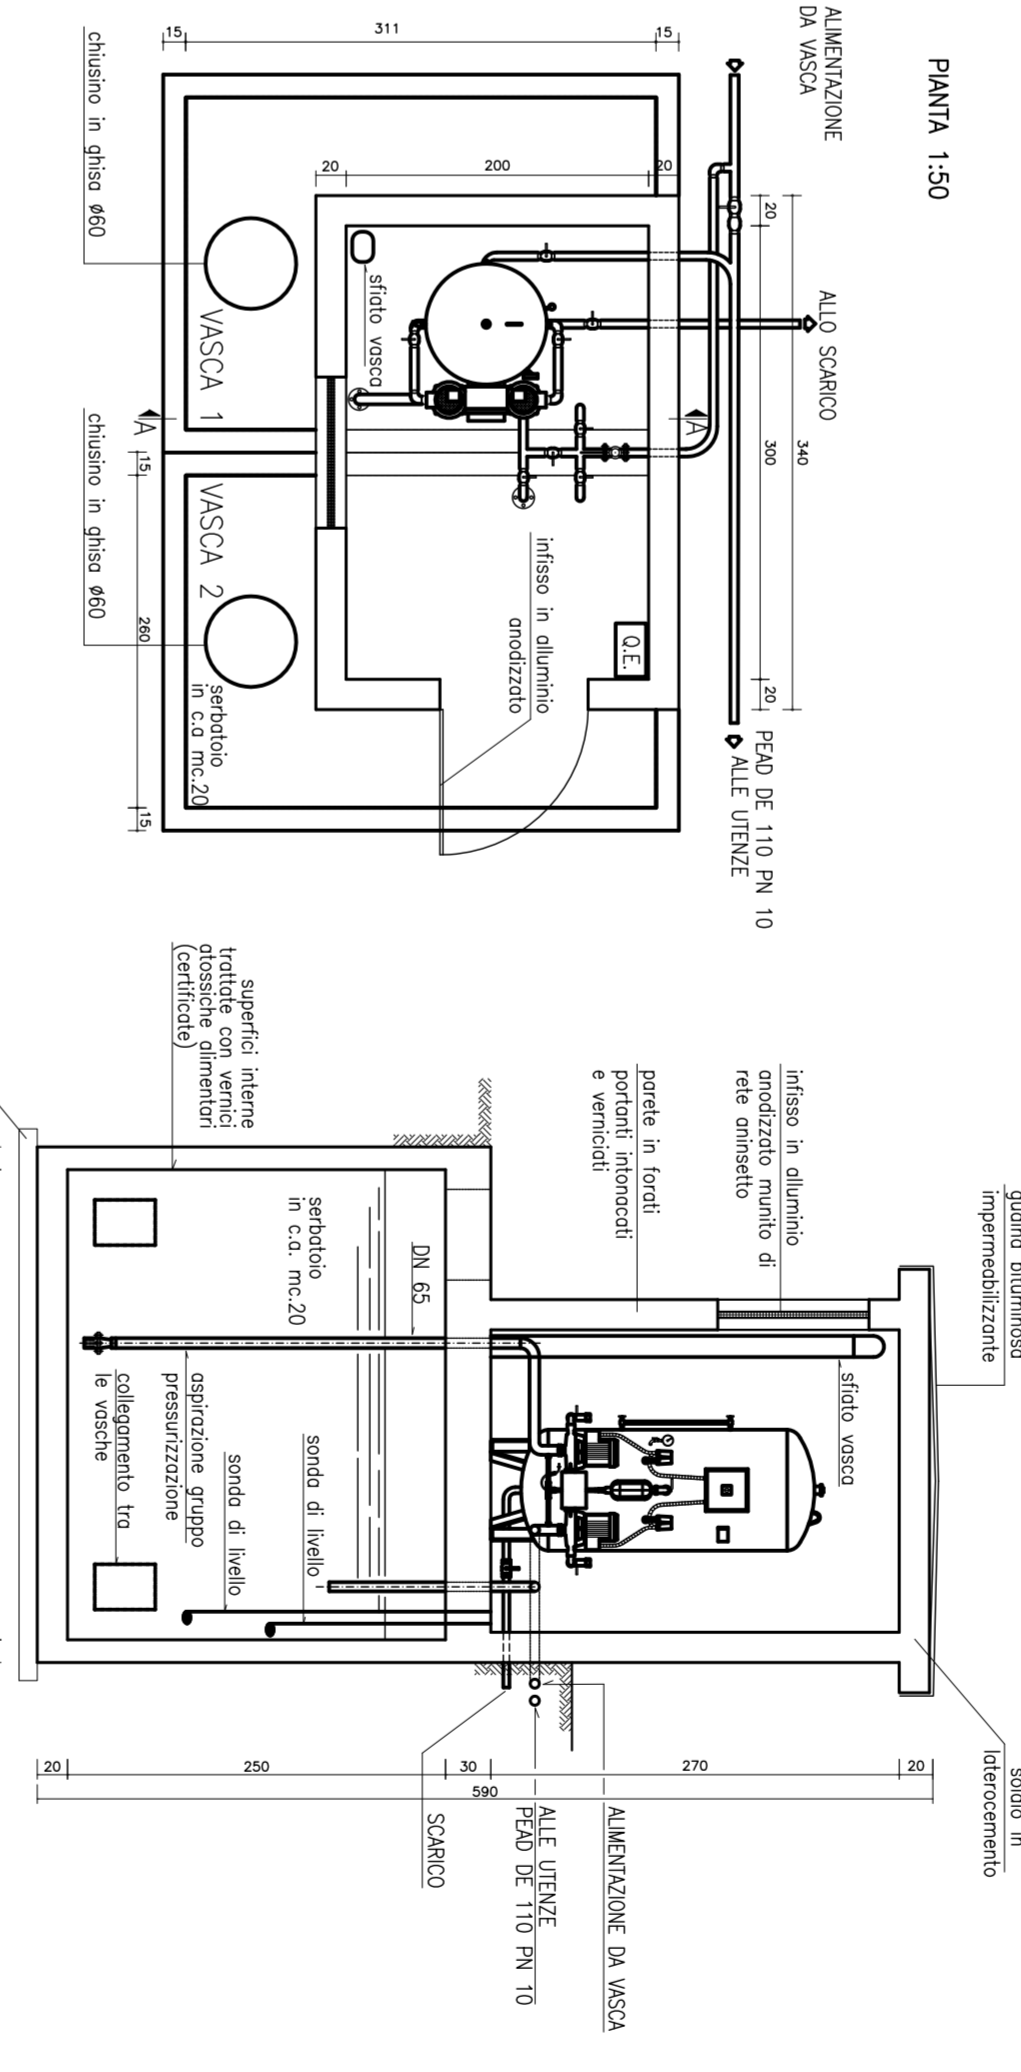 PIANTA 1:50
ALIMENTAZIONE
DA VASCA
ALLO SCARICO
PEAD DE 110 PN 10
ALLE UTENZE
340
20
300
20
15
311
15
20
200
20
sfiato vasca
A
A
Q.E.
infisso in alluminio
anodizzato
VASCA 1
VASCA 2
serbatoio
in c.a mc.20
15
260
15
chiusino in ghisa Ø60
chiusino in ghisa Ø60
guaina bituminosa
impermeabilizzante
solaio in
laterocemento
infisso in alluminio
anodizzato munito di
rete aninsetto
parete in forati
portanti intonacati
e verniciati
sfiato vasca
superfici interne
trattate con vernici
atossiche alimentari
(certificate)
DN 65
serbatoio
in c.a. mc.20
sonda di livello
sonda di livello
aspirazione gruppo
pressurizzazione
collegamento tra
le vasche
20
250
30
270
20
590
ALIMENTAZIONE DA VASCA
ALLE UTENZE
PEAD DE 110 PN 10
SCARICO